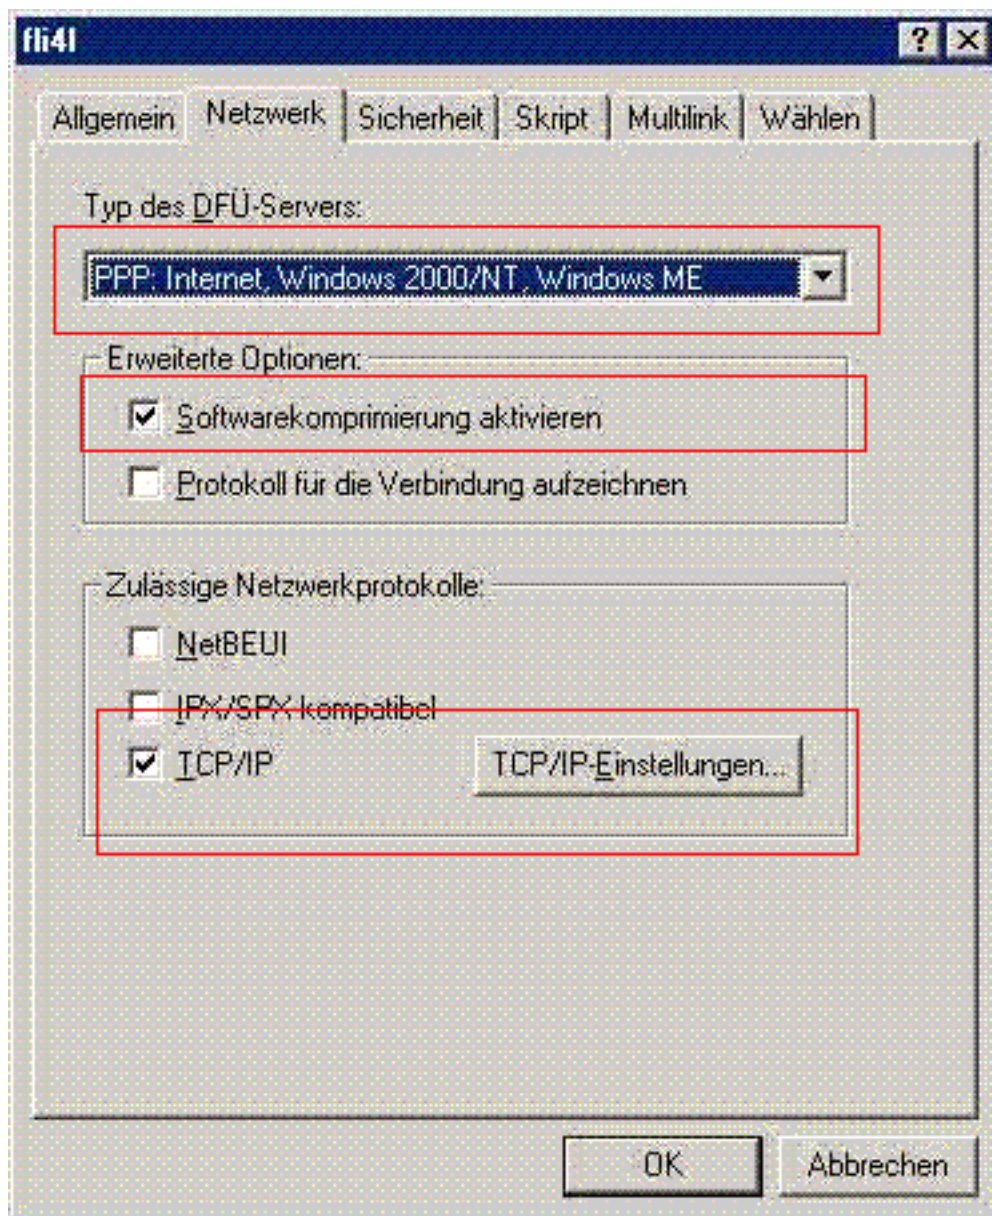 fli4l
Allgemein Netzwerk Sicherheit Skript Multilink Wählen
Typ des DFÜ-Servers:
PPP: Internet, Windows 2000/NT, Windows ME
Erweiterte Optionen:
Softwarekomprimierung aktivieren
Protokoll für die Verbindung aufzeichnen
Zulässige Netzwerkprotokolle:
NetBEUI
IPX/SPX-kompatibel
TCP/IP TCP/IP-Einstellungen...
OK Abbrechen